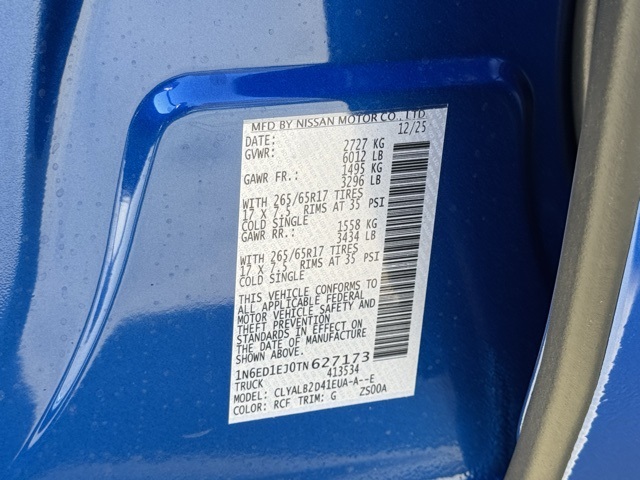 MFD BY NISSAN MOTOR CO., LTD
DATE: 12/25
GVWR: 2727 KG
6012 LB
GAWR FR.: 1495 KG
3296 LB
WITH 265/65R17 TIRES
17 X 7.5, RIMS AT 35 PSI
COLD SINGLE
GAWR RR.: 1558 KG
3434 LB
WITH 265/65R17 TIRES
17 X 7.5, RIMS AT 35 PSI
COLD SINGLE
THIS VEHICLE CONFORMS TO
ALL APPLICABLE FEDERAL
MOTOR VEHICLE SAFETY AND
THEFT PREVENTION
STANDARDS IN EFFECT ON
THE DATE OF MANUFACTURE
SHOWN ABOVE.
1N6ED1EJ0TN627173
TRUCK 413534
MODEL: CLYALB2D41EUA-A--E
COLOR: RCF TRIM: G ZS00A